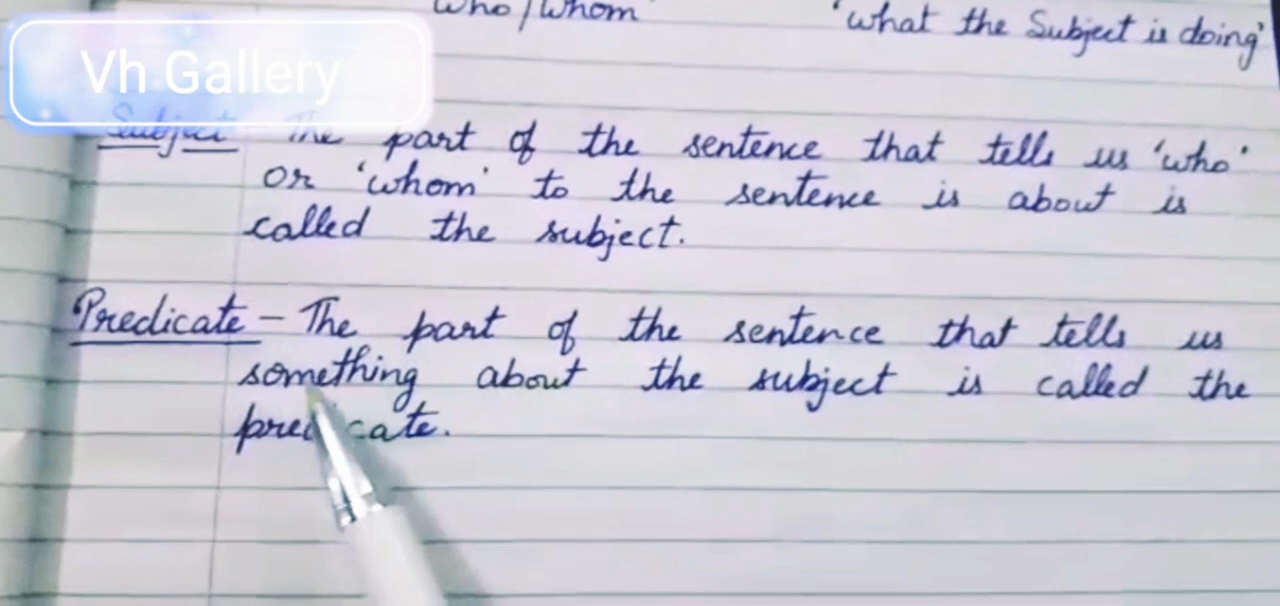 who/whom 'what the Subject is doing'
Vh Gallery
Subject - The part of the sentence that tells us 'who'
or 'whom' to the sentence is about is
called the subject.
Predicate - The part of the sentence that tells us
something about the subject is called the
predicate.